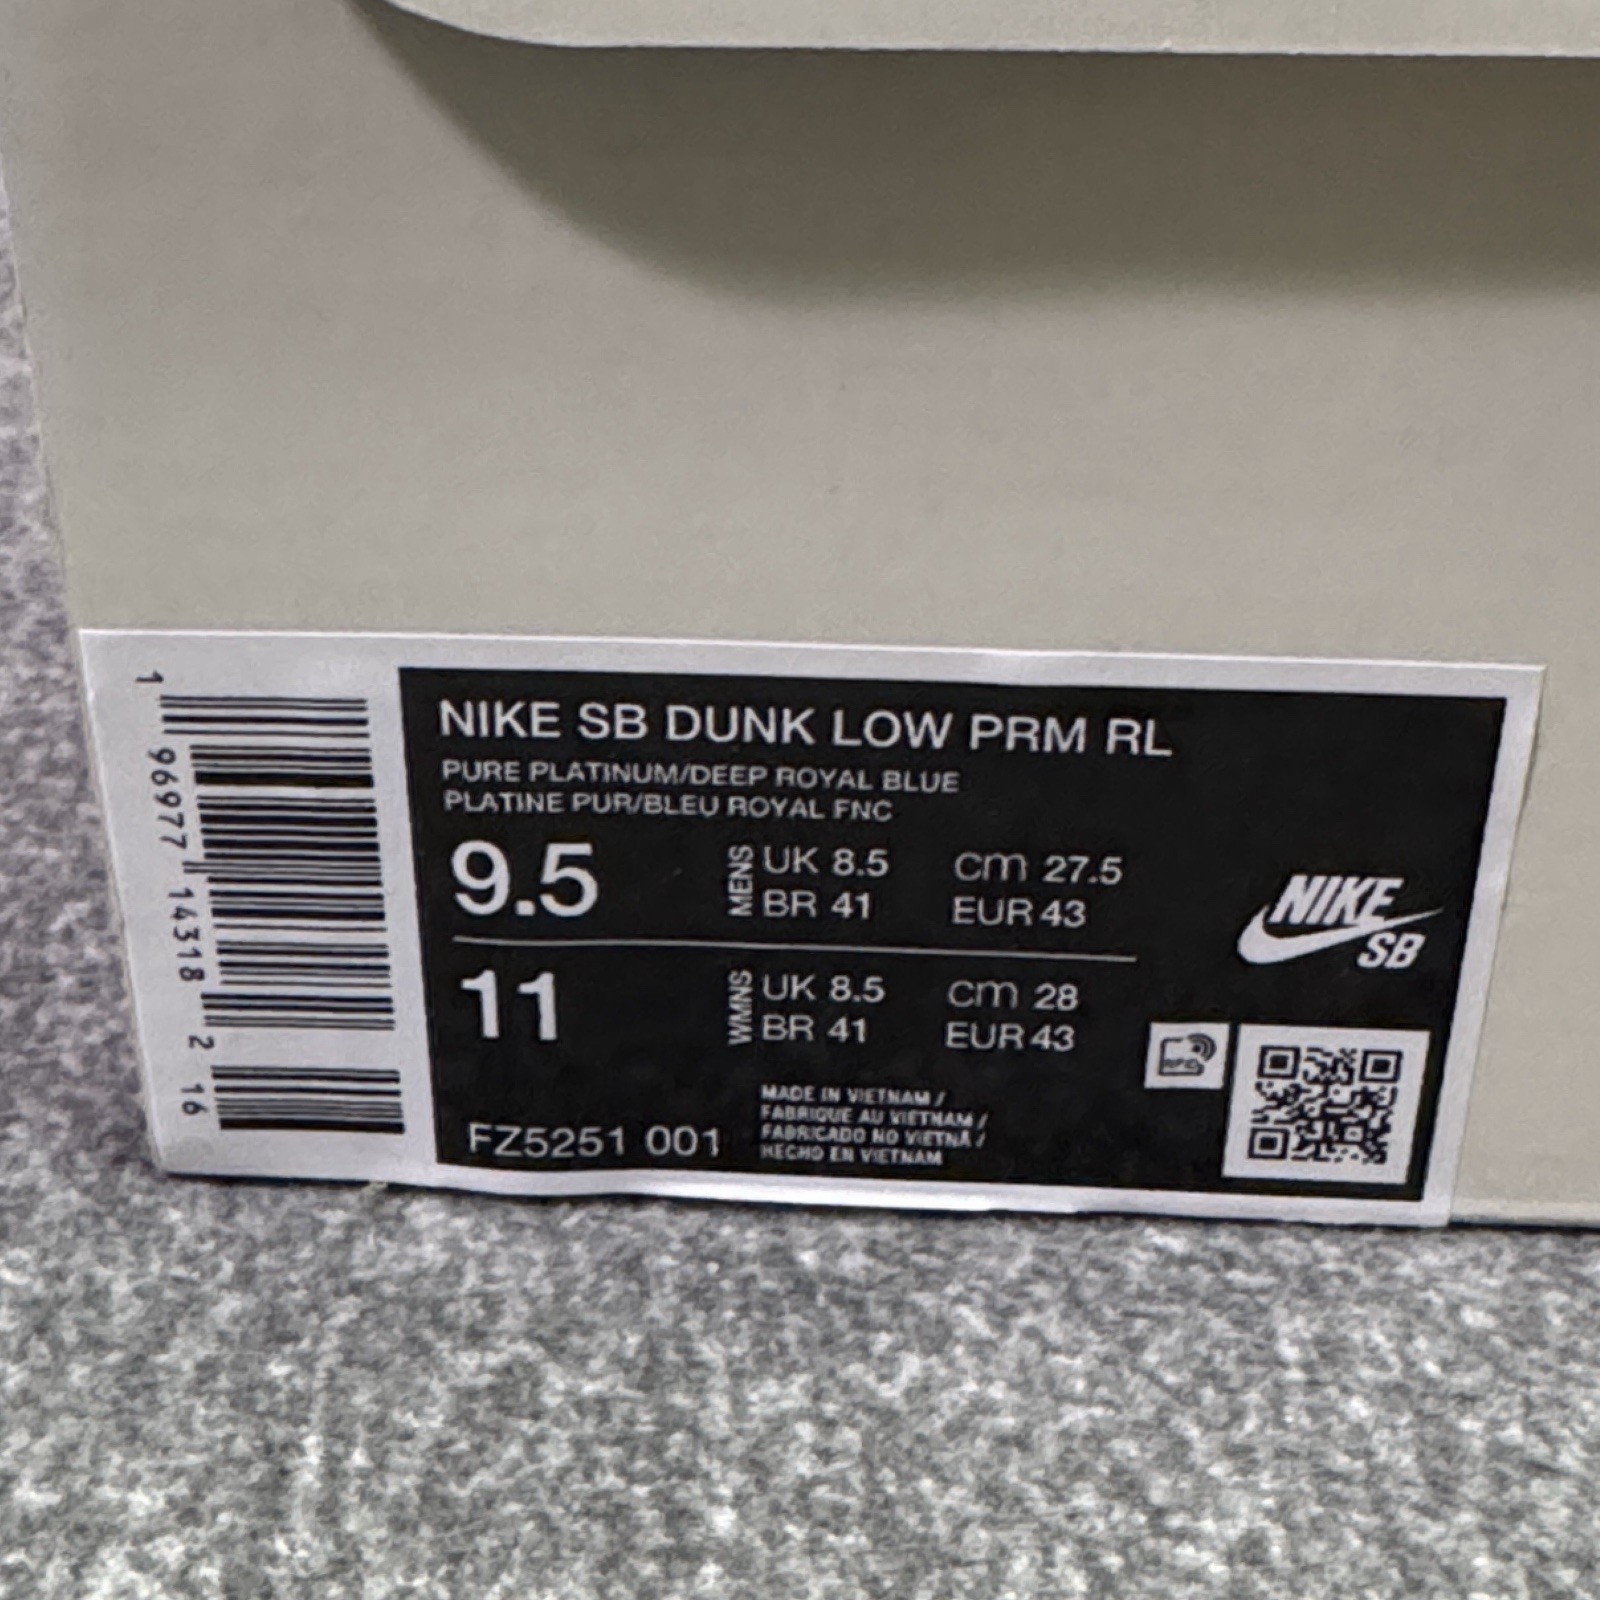 NIKE SB DUNK LOW PRM RL
PURE PLATINUM/DEEP ROYAL BLUE
PLATINE PUR/BLEU ROYAL FNC
9.5 MENS UK 8.5 cm 27.5
BR 41 EUR 43
11 WMNS UK 8.5 cm 28
BR 41 EUR 43
NIKE
SB
RFID
FZ5251 001
MADE IN VIETNAM /
FABRIQUE AU VIETNAM /
FABRICADO NO VIETNÃ /
HECHO EN VIETNAM
1 96977 14318 2 16